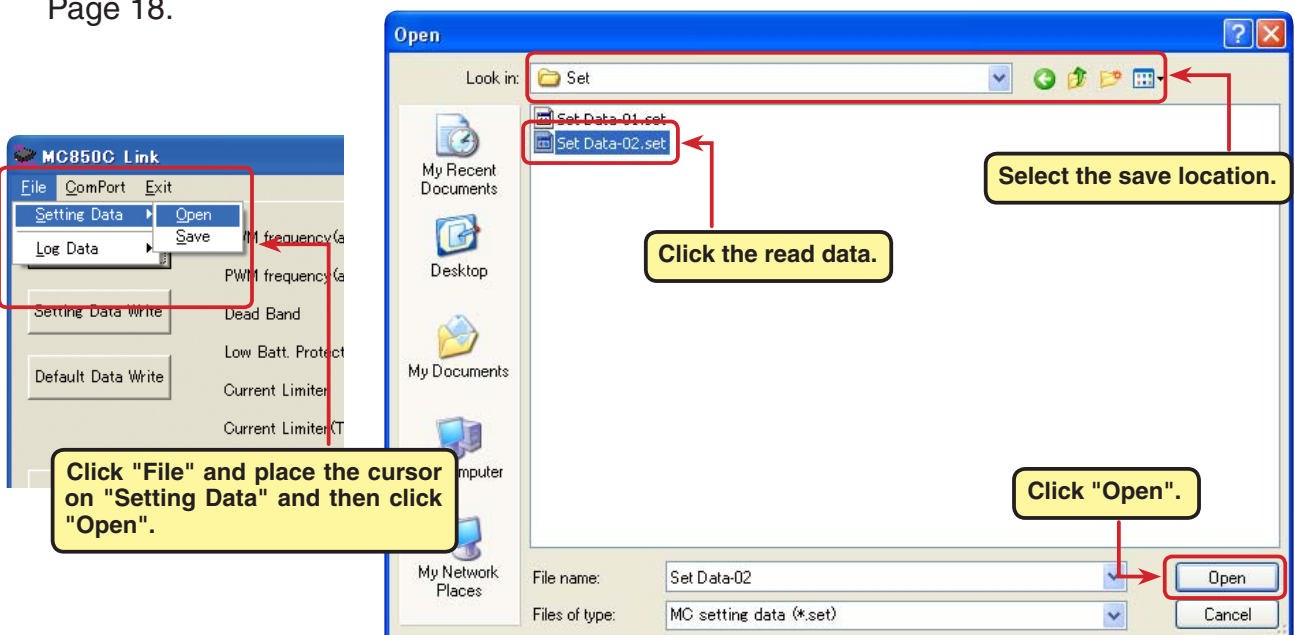 Page 18.
MC850C Link
File ComPort Exit
Setting Data Open
Save
Log Data
PWM frequency(a
Setting Data Write
Dead Band
Low Batt. Protect
Default Data Write
Current Limiter
Current Limiter(T
Click "File" and place the cursor
on "Setting Data" and then click
"Open".
Open
Look in: Set
Set Data-01.set
Set Data-02.set
My Recent
Documents
Desktop
My Documents
My Network
Places
Select the save location.
Click the read data.
Click "Open".
File name: Set Data-02 Open
Files of type: MC setting data (*.set) Cancel